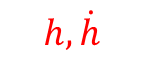 h, ḣ